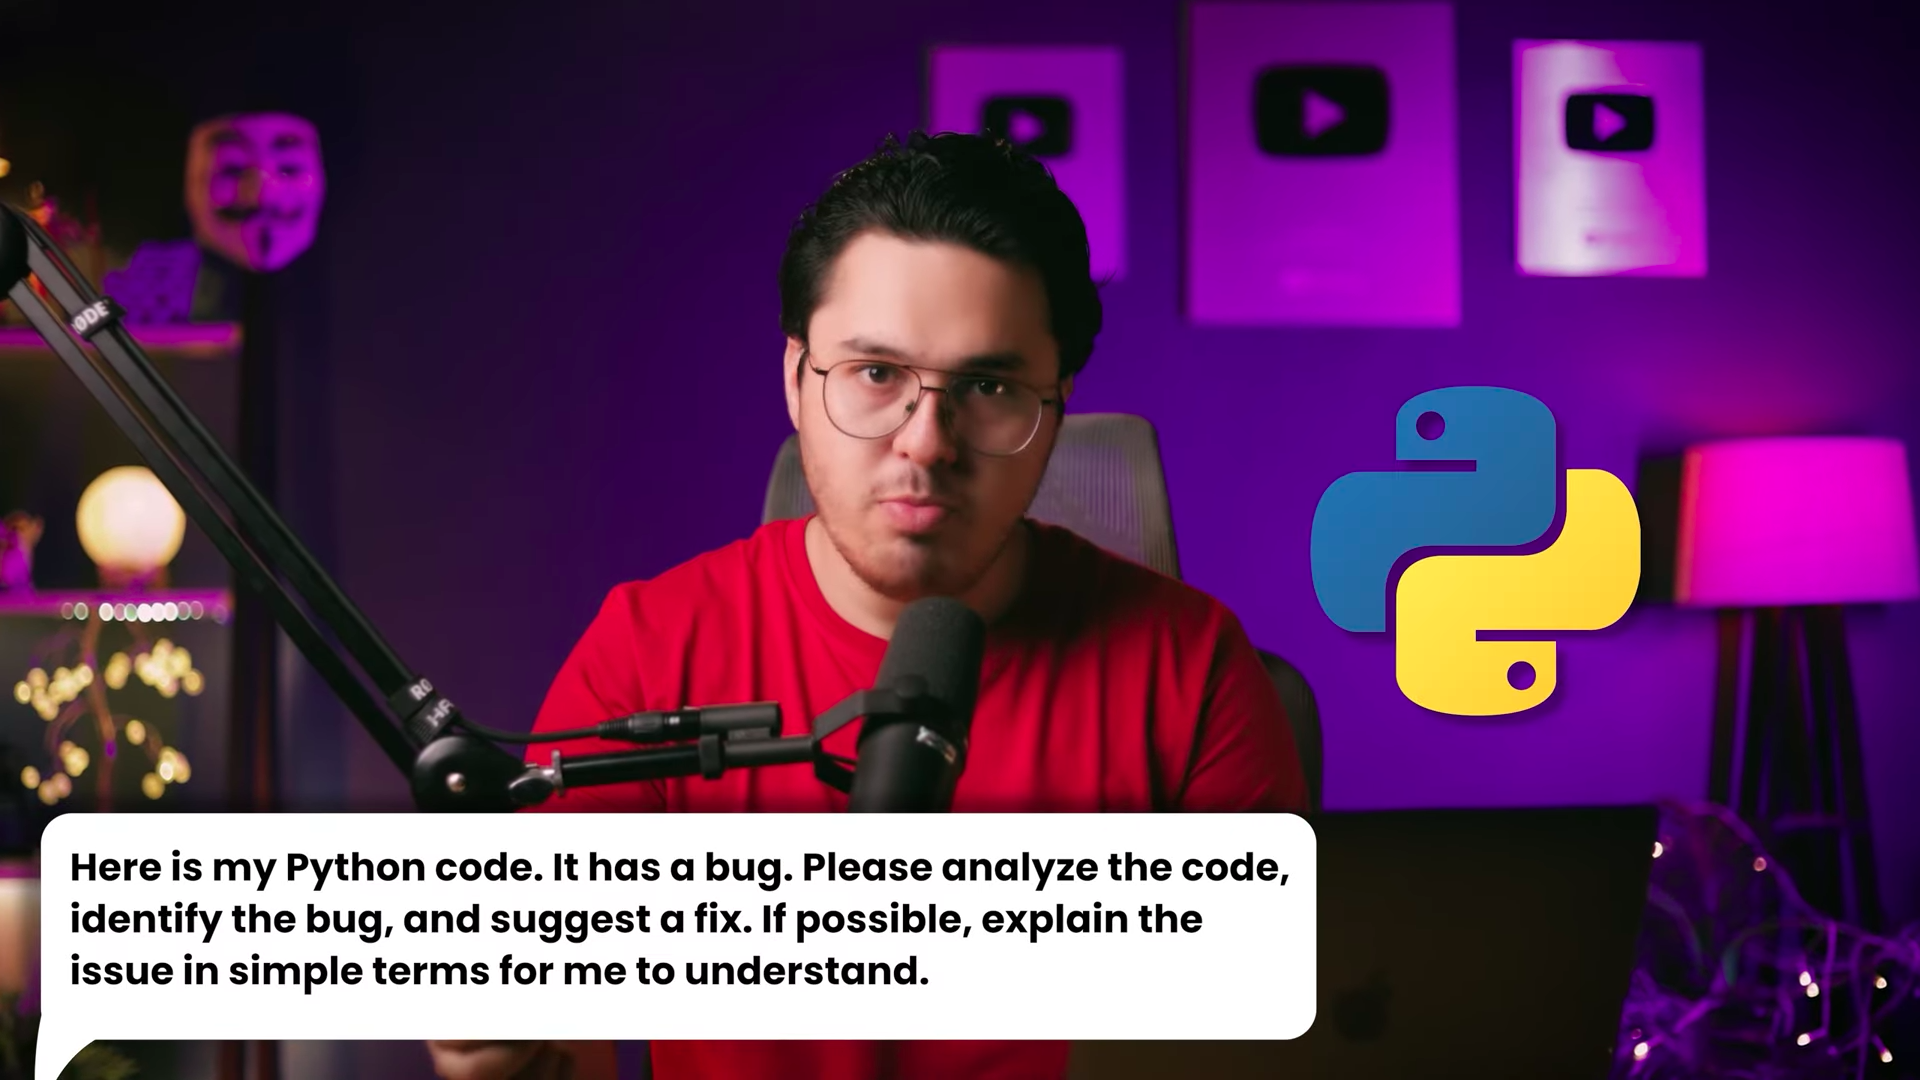 RODE
Here is my Python code. It has a bug. Please analyze the code,
identify the bug, and suggest a fix. If possible, explain the
issue in simple terms for me to understand.